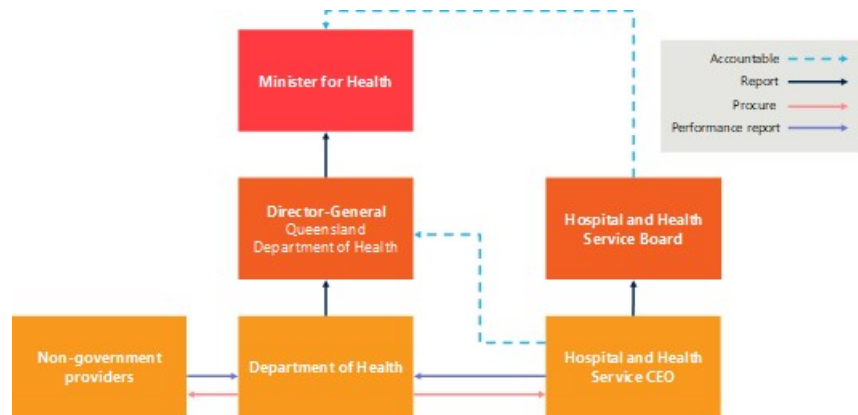 Minister for Health
Accountable
Report
Procure
Performance report
Director-General
Queensland
Department of Health
Hospital and Health
Service Board
Non-government
providers
Department of Health
Hospital and Health
Service CEO